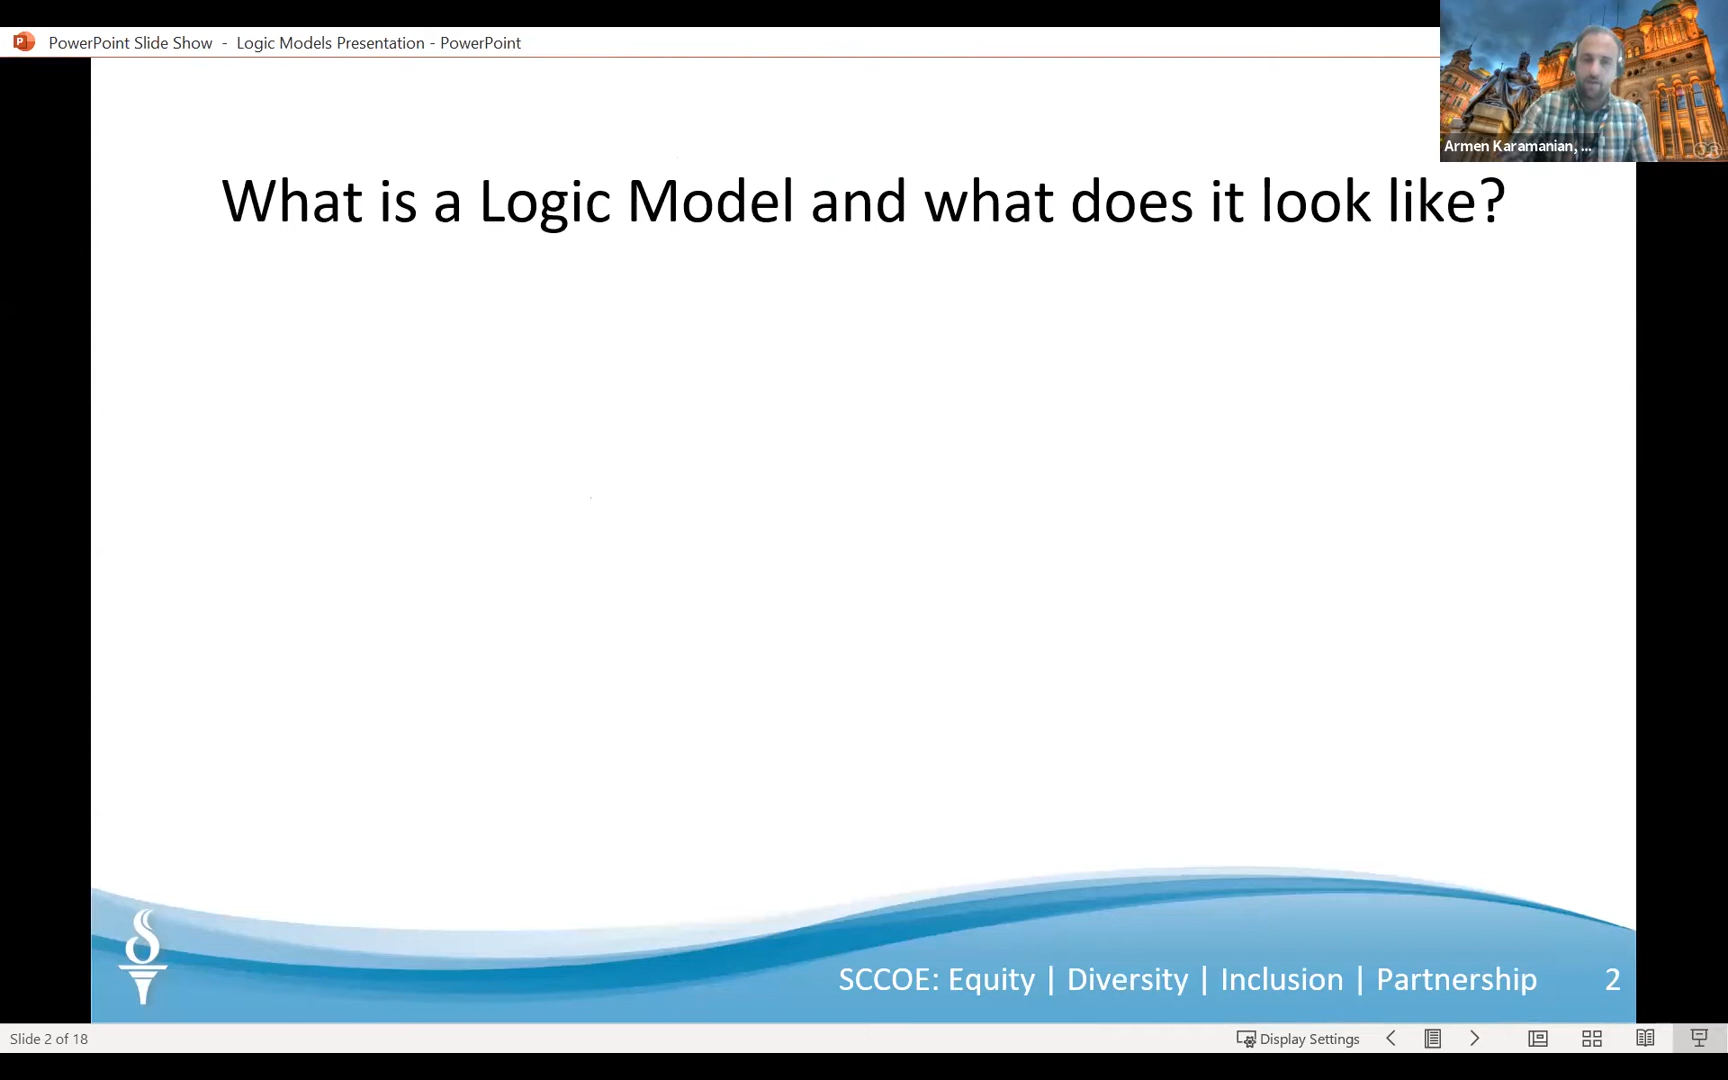 PowerPoint Slide Show - Logic Models Presentation - PowerPoint
Armen Karamanian, ...
What is a Logic Model and what does it look like?
SCCOE: Equity | Diversity | Inclusion | Partnership 2
Slide 2 of 18
Display Settings